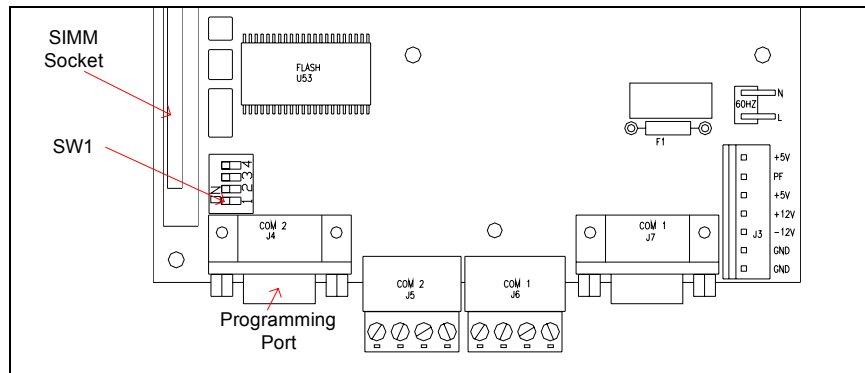 SIMM
Socket
FLASH
U53
60HZ
N
L
F1
SW1
1 2 3 4
+5V
PF
+5V
+12V
-12V
GND
GND
J3
COM 2
J4
COM 1
J7
COM 2
J5
COM 1
J6
Programming
Port